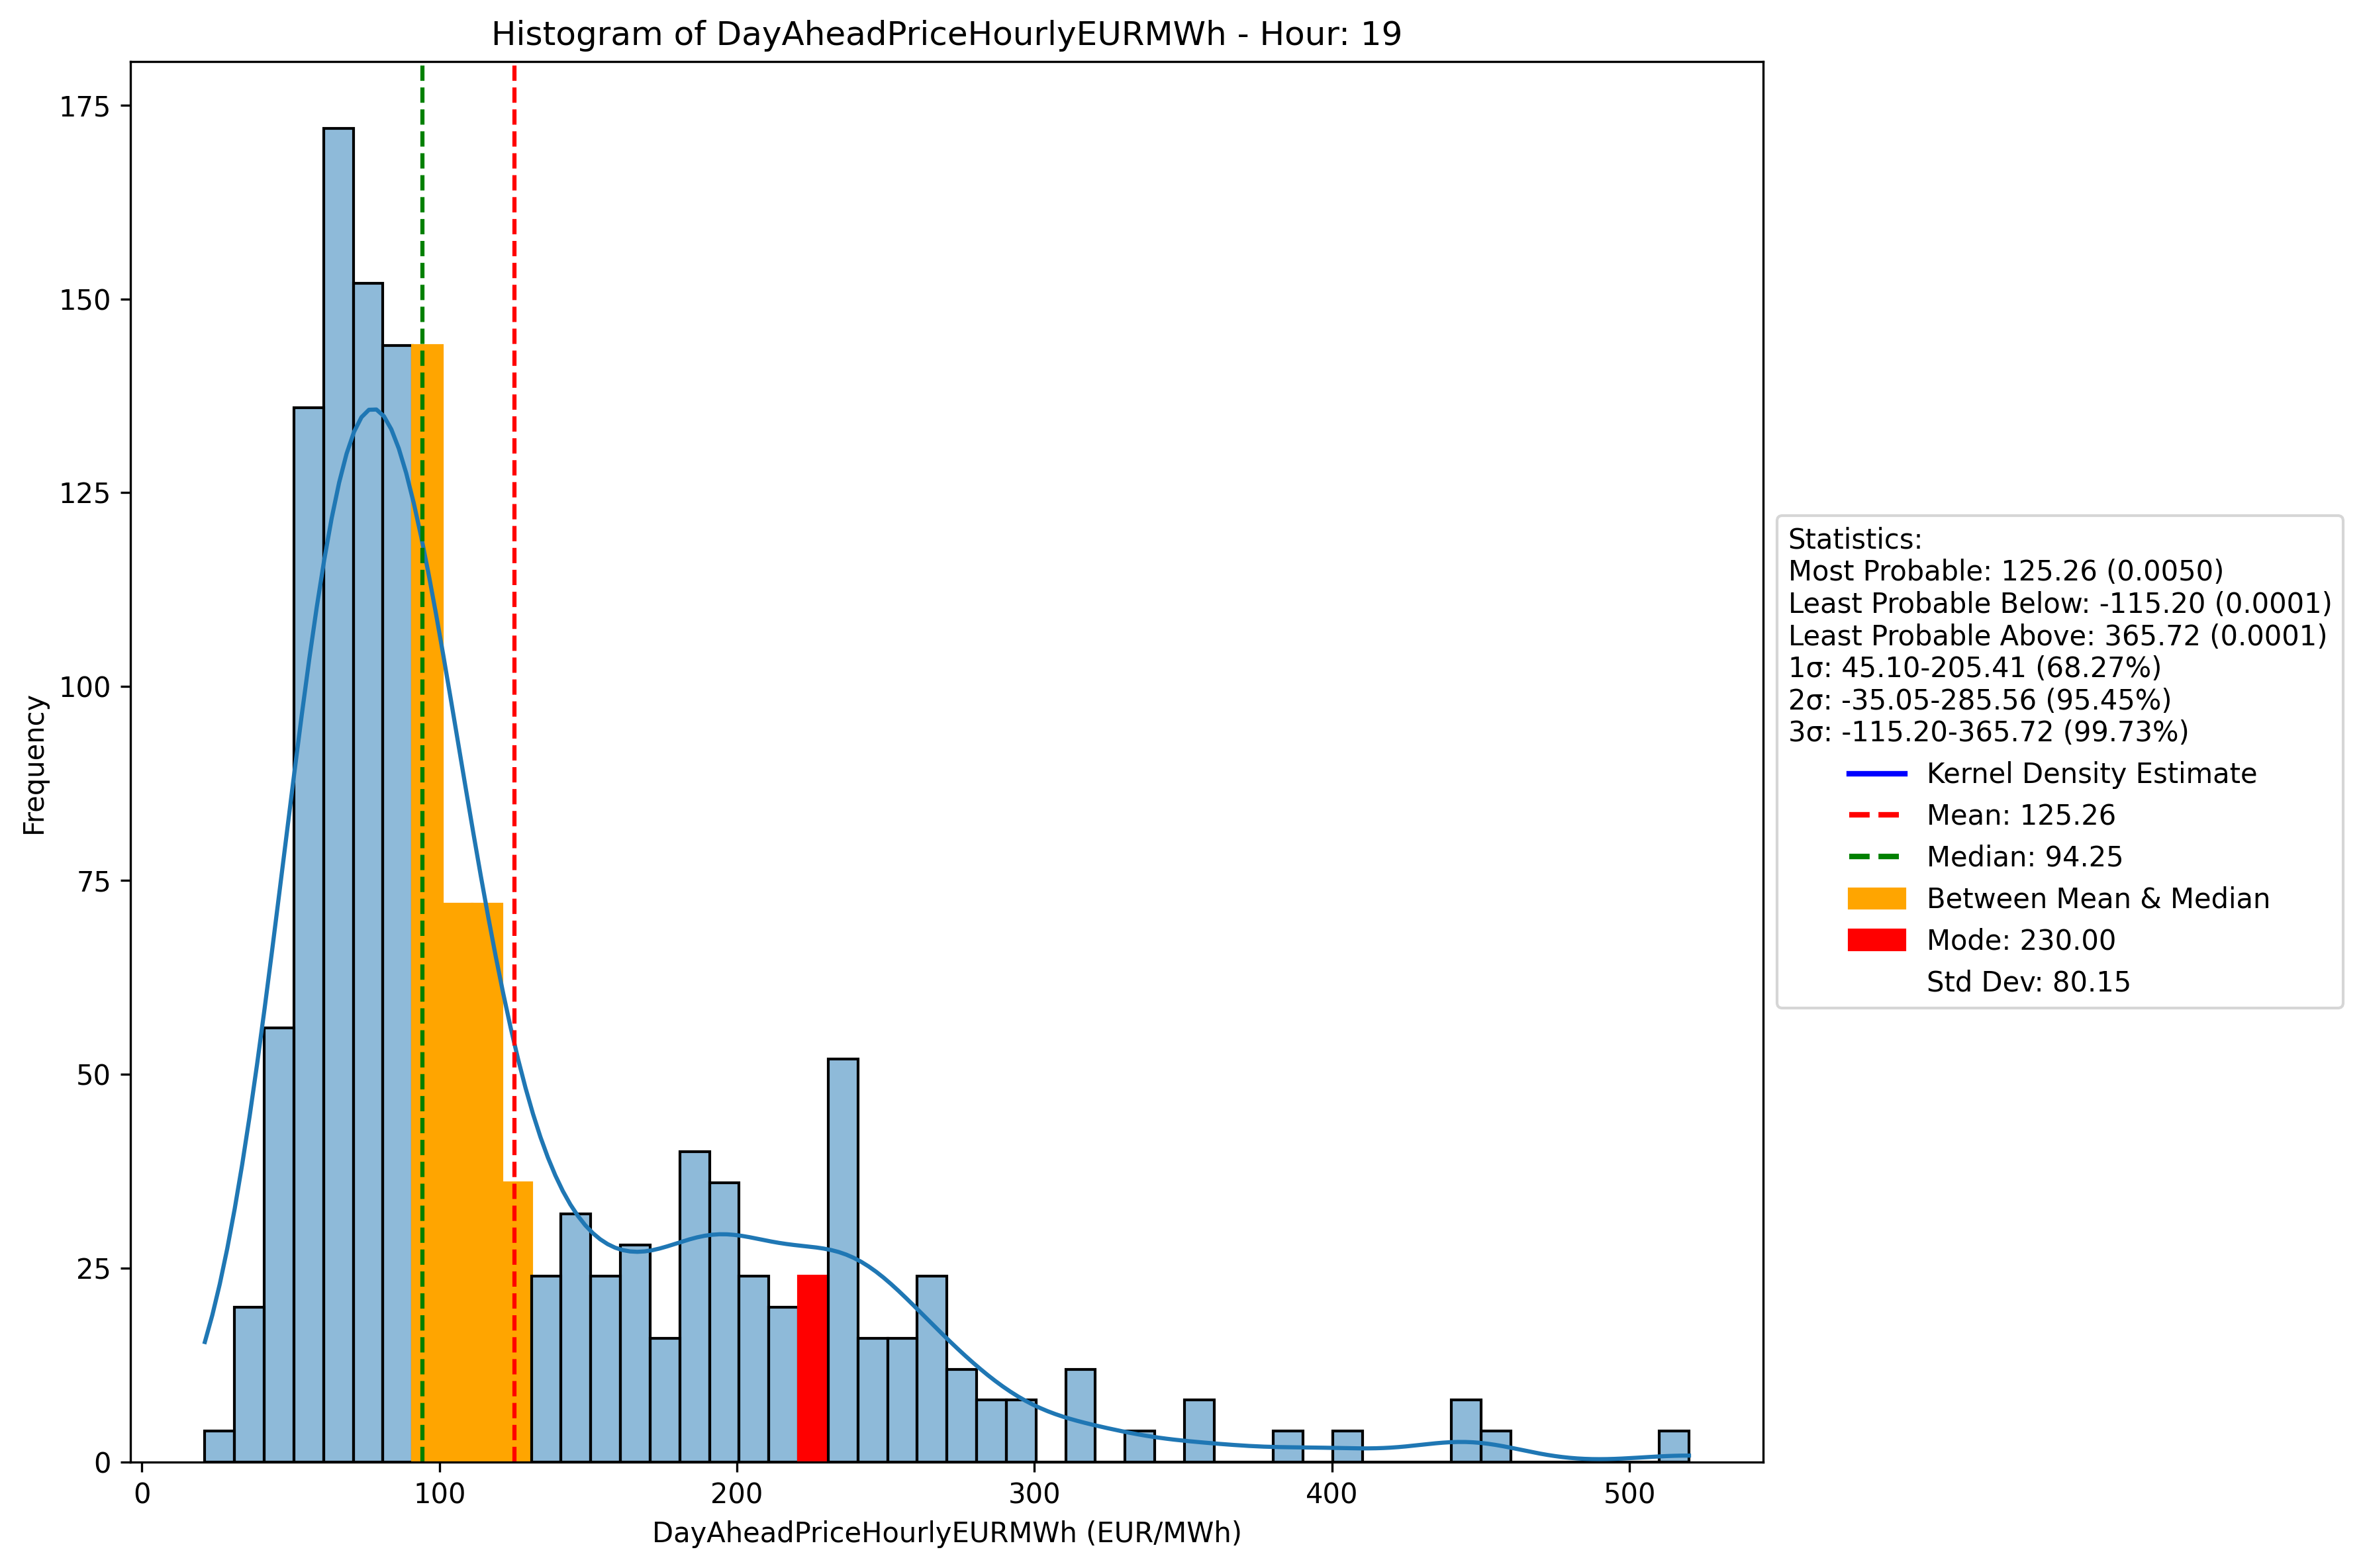 Histogram of DayAheadPriceHourlyEURMWh - Hour: 19
175
150
125
100
75
50
25
0
Frequency
0 100 200 300 400 500
DayAheadPriceHourlyEURMWh (EUR/MWh)
Statistics:
Most Probable: 125.26 (0.0050)
Least Probable Below: -115.20 (0.0001)
Least Probable Above: 365.72 (0.0001)
1σ: 45.10-205.41 (68.27%)
2σ: -35.05-285.56 (95.45%)
3σ: -115.20-365.72 (99.73%)
Kernel Density Estimate
Mean: 125.26
Median: 94.25
Between Mean & Median
Mode: 230.00
Std Dev: 80.15